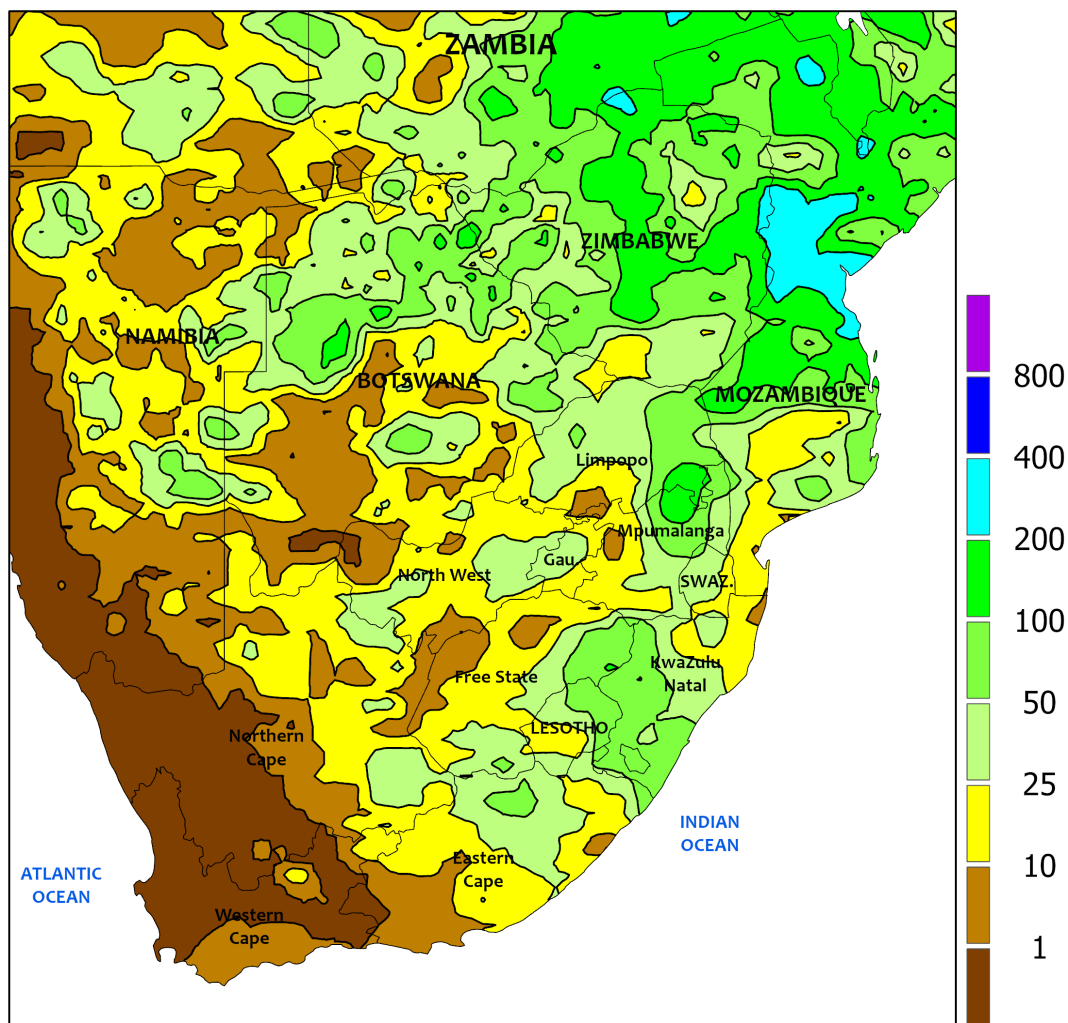 ZAMBIA
ZIMBABWE
NAMIBIA
BOTSWANA
MOZAMBIQUE
800
400
200
100
50
25
10
1
Limpopo
Mpumalanga
Gau.
North West
SWAZ.
KwaZulu
Natal
Free State
LESOTHO
Northern
Cape
INDIAN
OCEAN
Eastern
Cape
ATLANTIC
OCEAN
Western
Cape